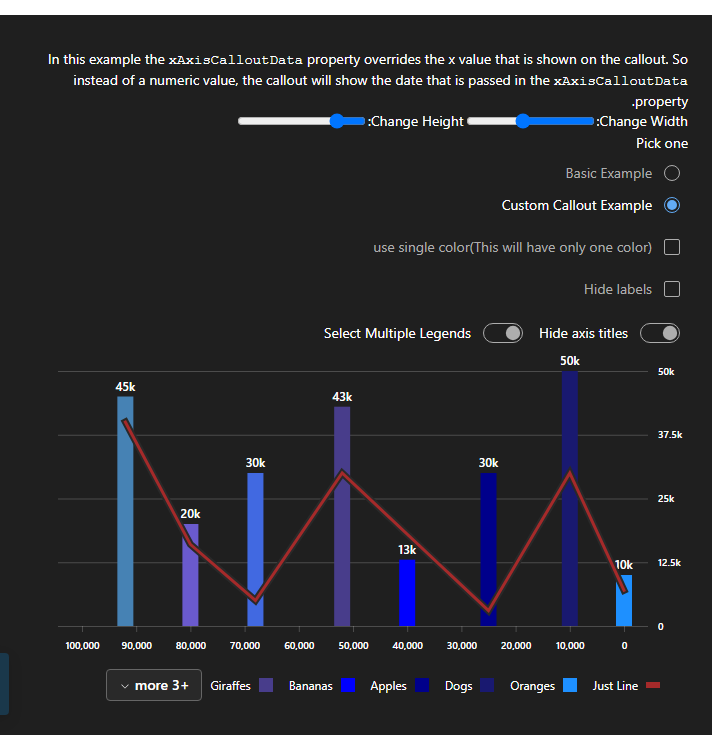 In this example the xAxisCalloutData property overrides the x value that is shown on the callout. So
instead of a numeric value, the callout will show the date that is passed in the xAxisCalloutData
.property
:Change Height :Change Width
Pick one
Basic Example
Custom Callout Example
use single color(This will have only one color)
Hide labels
Select Multiple Legends Hide axis titles
50k
50k
45k
43k
37.5k
30k
30k
25k
20k
13k
12.5k
10k
0
100,000 90,000 80,000 70,000 60,000 50,000 40,000 30,000 20,000 10,000 0
more 3+ Giraffes Bananas Apples Dogs Oranges Just Line